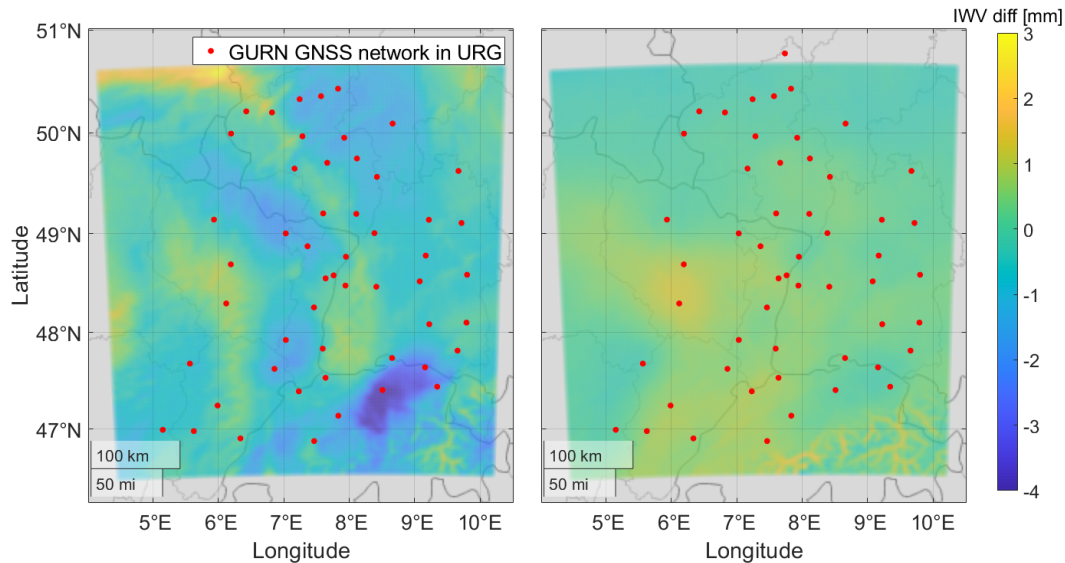 IWV diff [mm]
51°N
50°N
49°N
48°N
47°N
Latitude
GURN GNSS network in URG
100 km
50 mi
5°E 6°E 7°E 8°E 9°E 10°E
Longitude
100 km
50 mi
5°E 6°E 7°E 8°E 9°E 10°E
Longitude
3
2
1
0
-1
-2
-3
-4